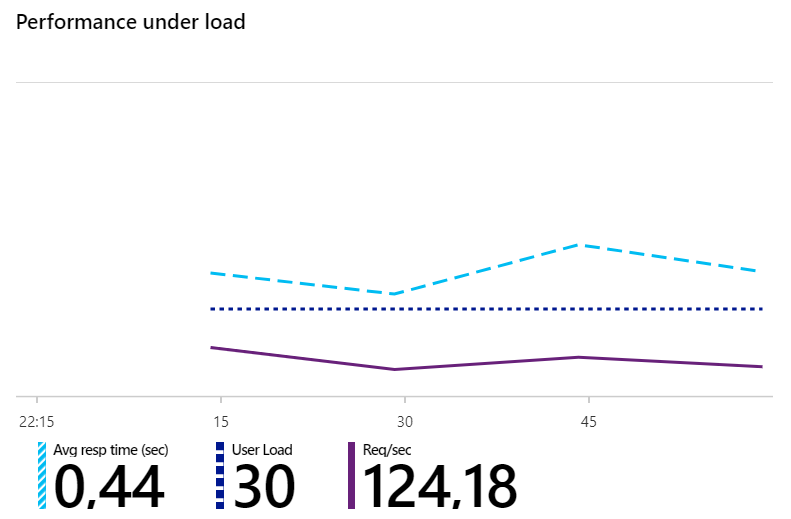 Performance under load
22:15 15 30 45
Avg resp time (sec) User Load Req/sec
0,44 30 124,18